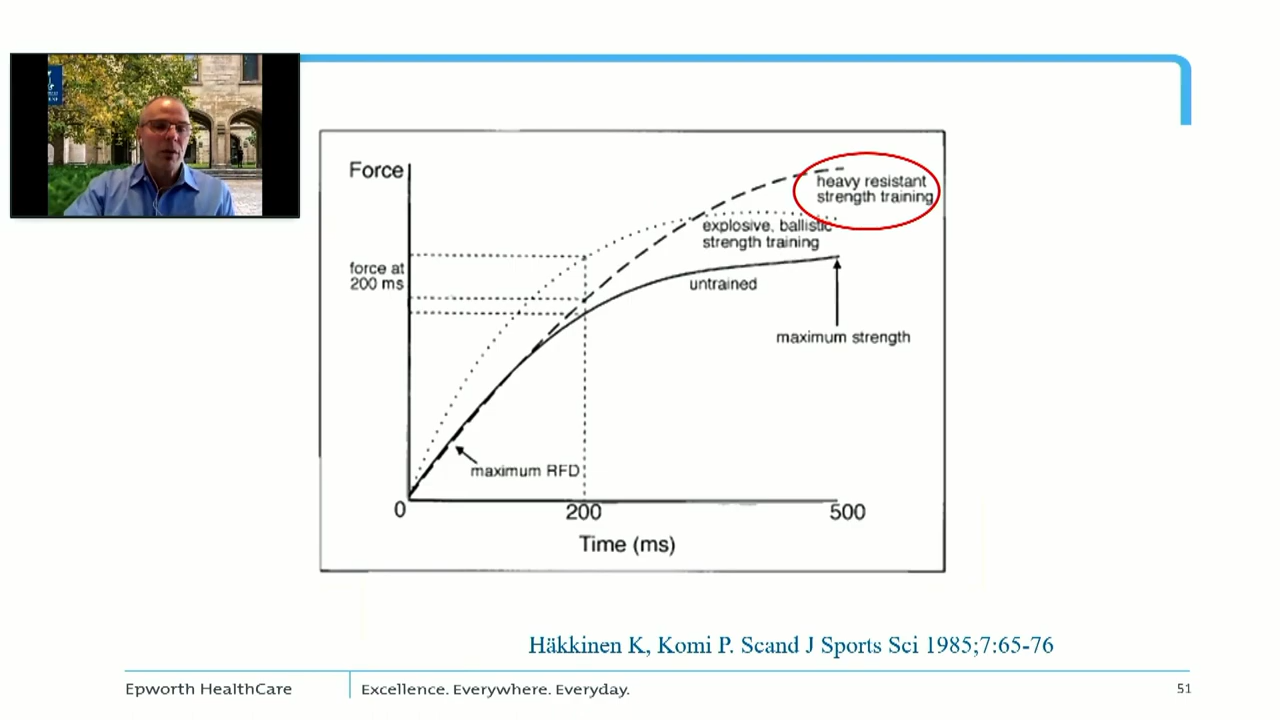 Force
heavy resistant
strength training
explosive, ballistic
strength training
force at
200 ms
untrained
maximum strength
maximum RFD
0
200
500
Time (ms)
Häkkinen K, Komi P. Scand J Sports Sci 1985;7:65-76
Epworth HealthCare
Excellence. Everywhere. Everyday.
51